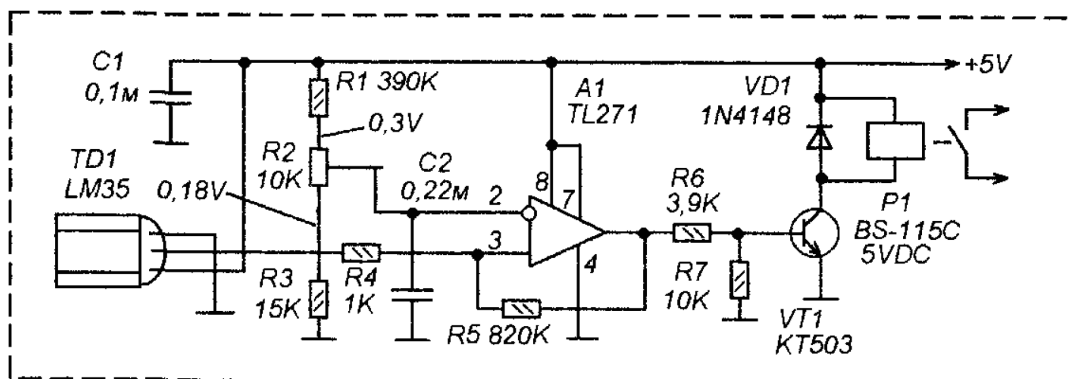 C1
0,1м
R1 390K
0,3V
R2
10K
TD1
LM35
0,18V
C2
0,22м
A1
TL271
VD1
1N4148
+5V
2
8
7
3
4
R6
3,9K
P1
BS-115C
5VDC
R3
15K
R4
1K
R5 820K
R7
10K
VT1
KT503